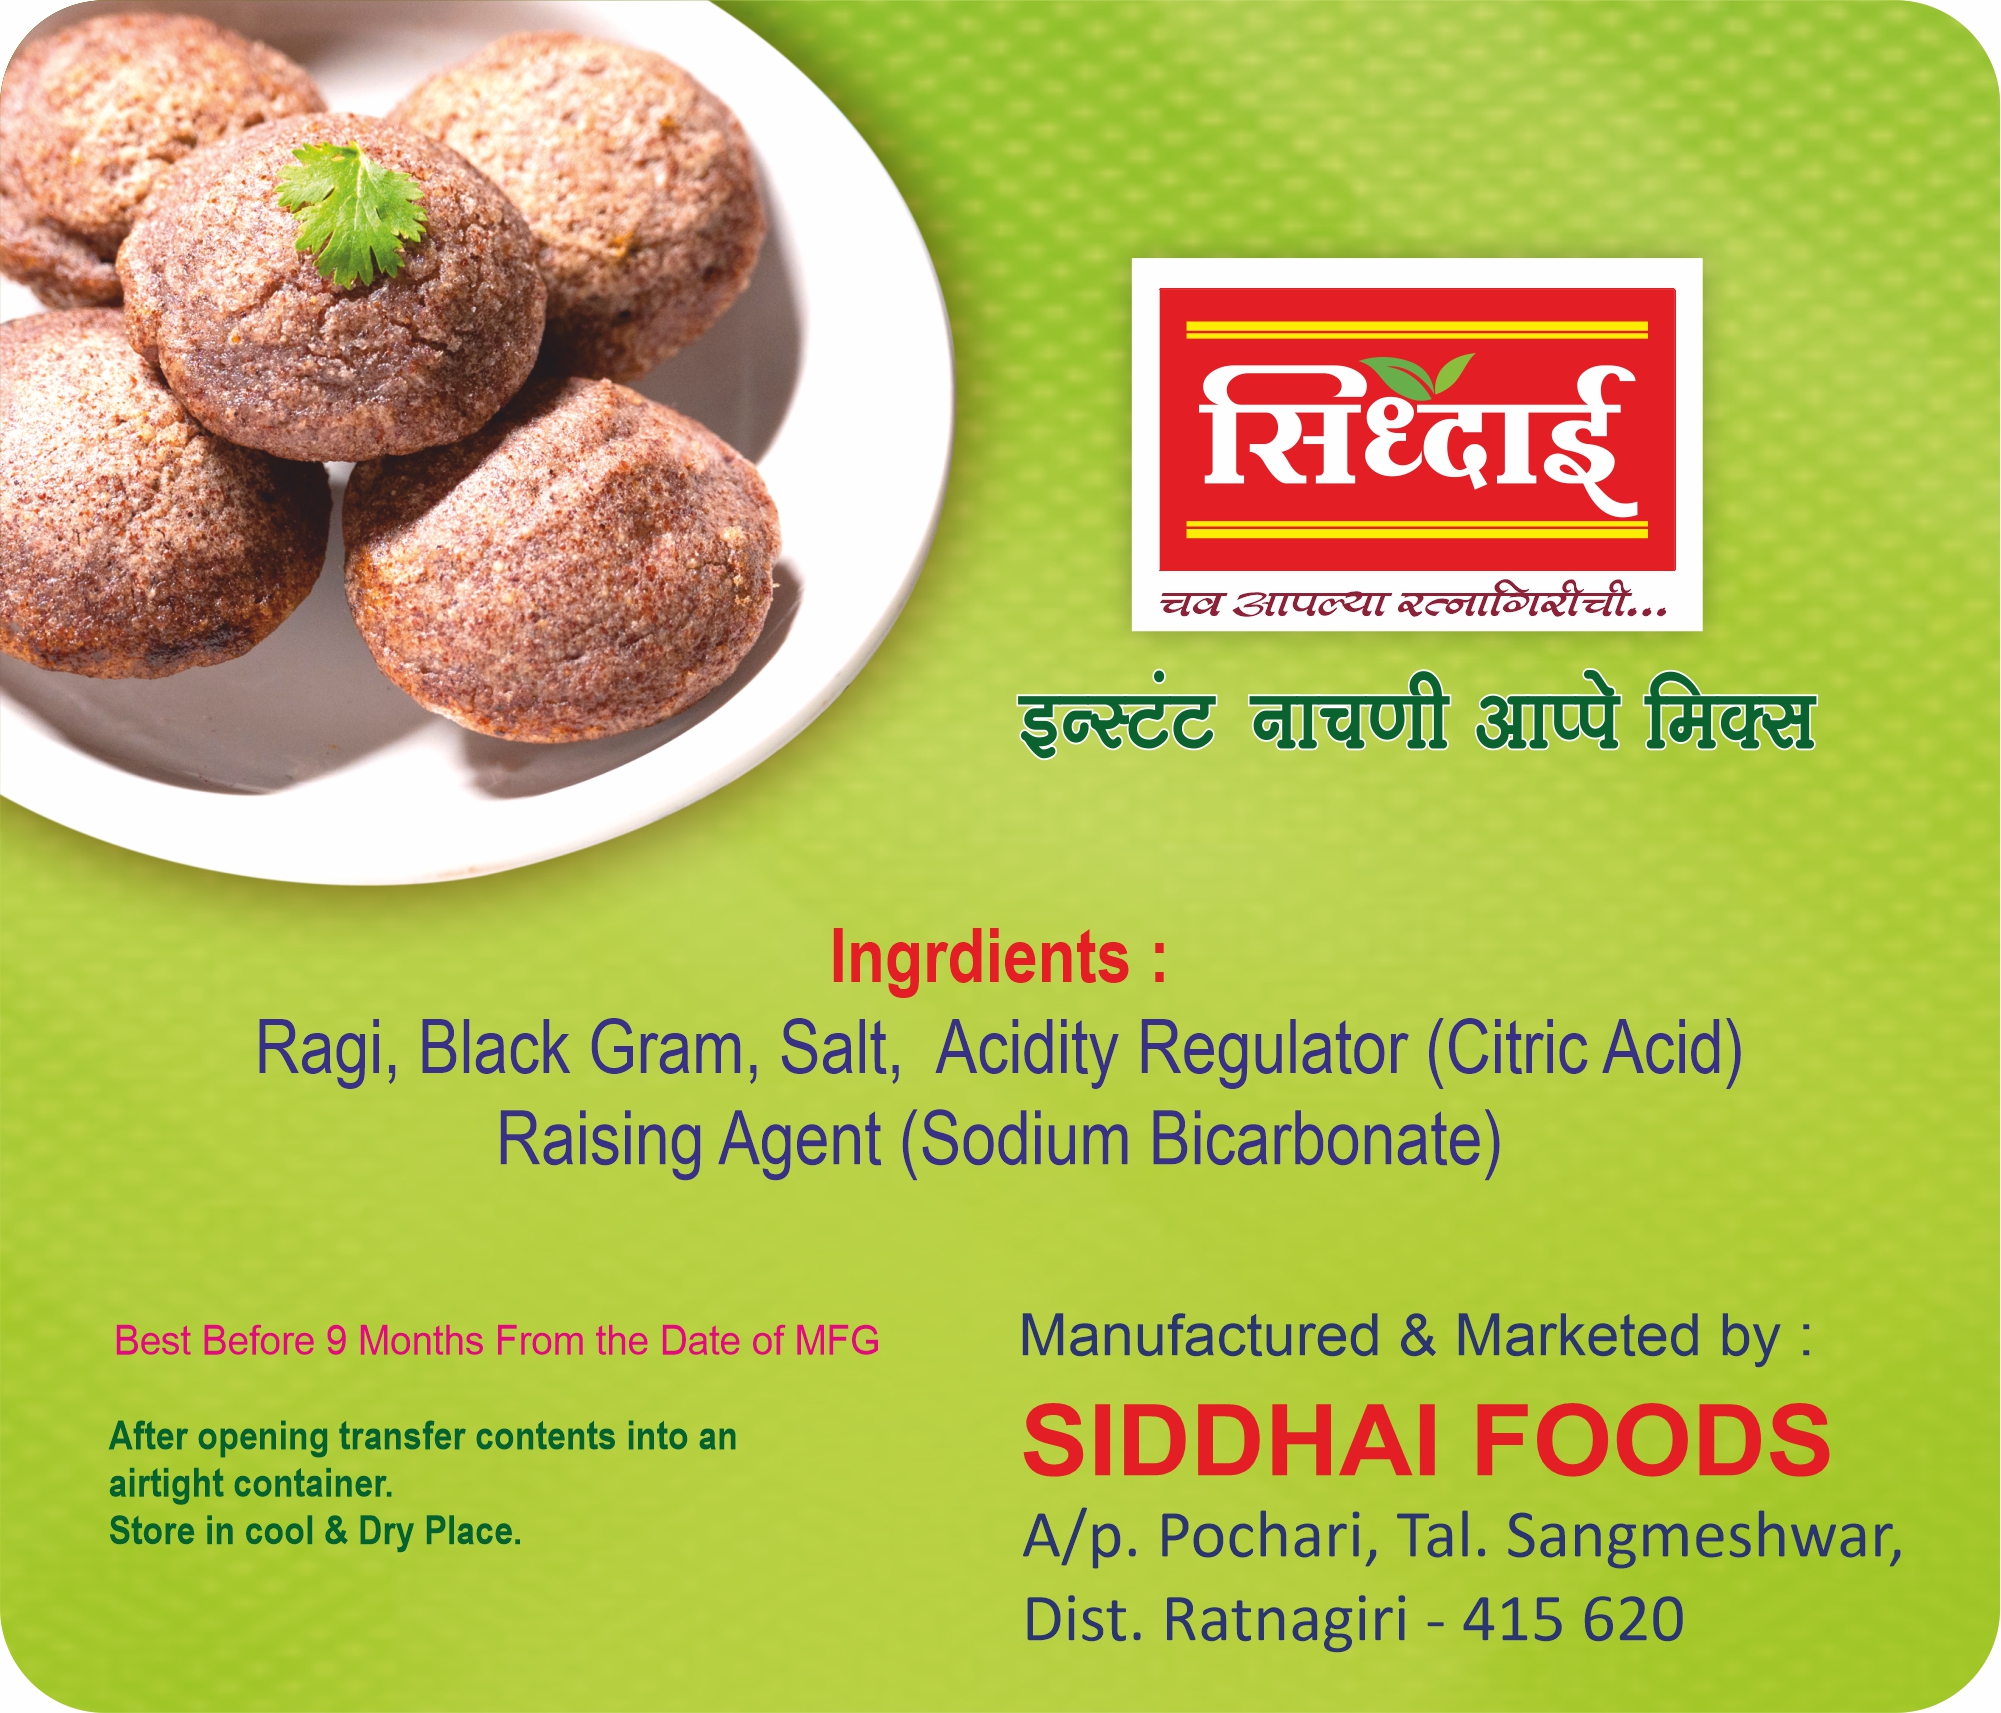 सिध्दाई
चव आपल्या रत्नागिरीची...
इन्स्टंट नाचणी आप्पे मिक्स
Ingrdients :
Ragi, Black Gram, Salt, Acidity Regulator (Citric Acid)
Raising Agent (Sodium Bicarbonate)
Best Before 9 Months From the Date of MFG
After opening transfer contents into an
airtight container.
Store in cool & Dry Place.
Manufactured & Marketed by :
SIDDHAI FOODS
A/p. Pochari, Tal. Sangmeshwar,
Dist. Ratnagiri - 415 620